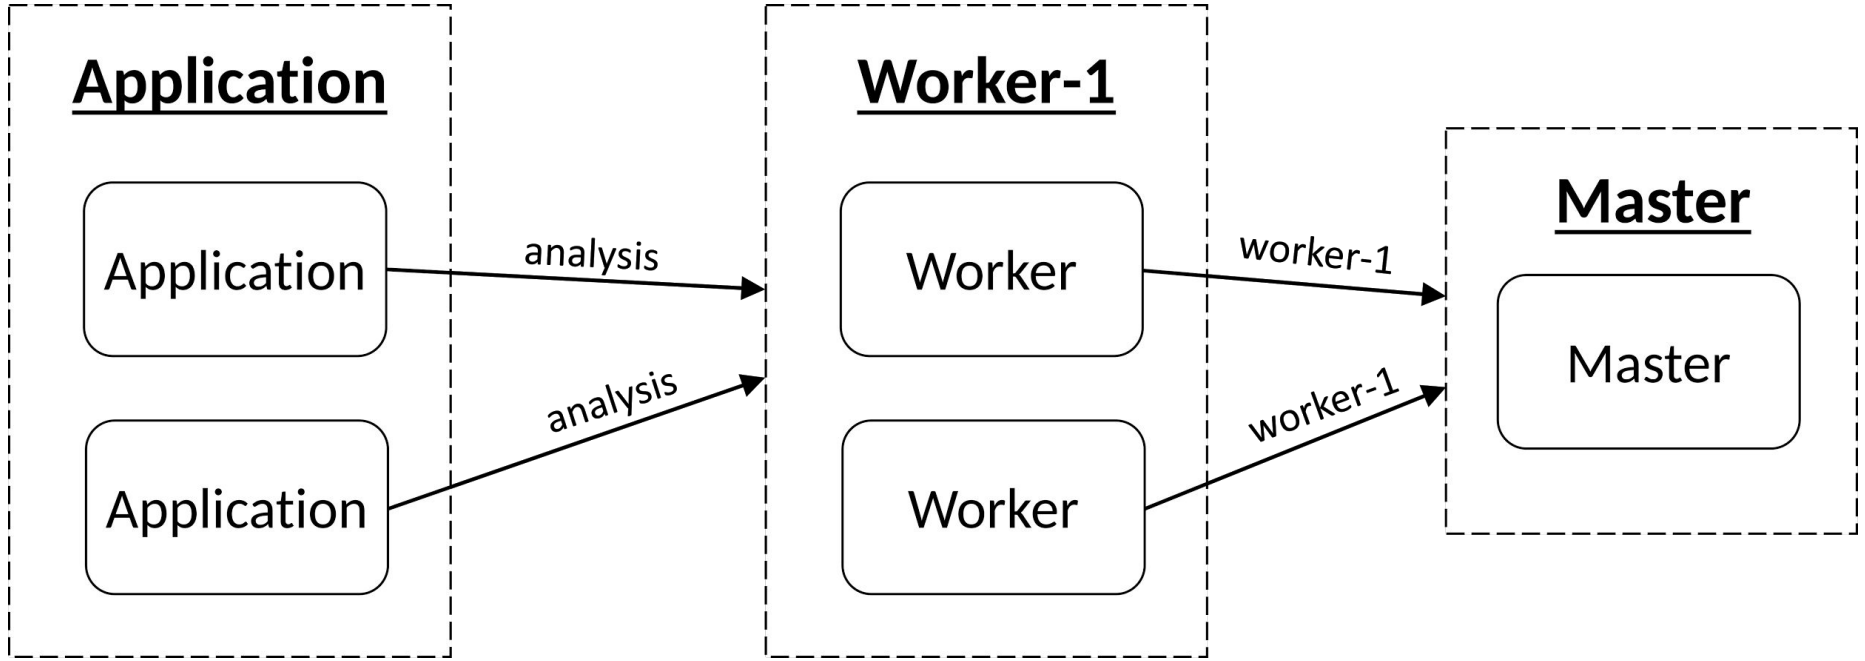 Application
Application
analysis
Application
analysis
Worker-1
Worker
worker-1
Worker
worker-1
Master
Master